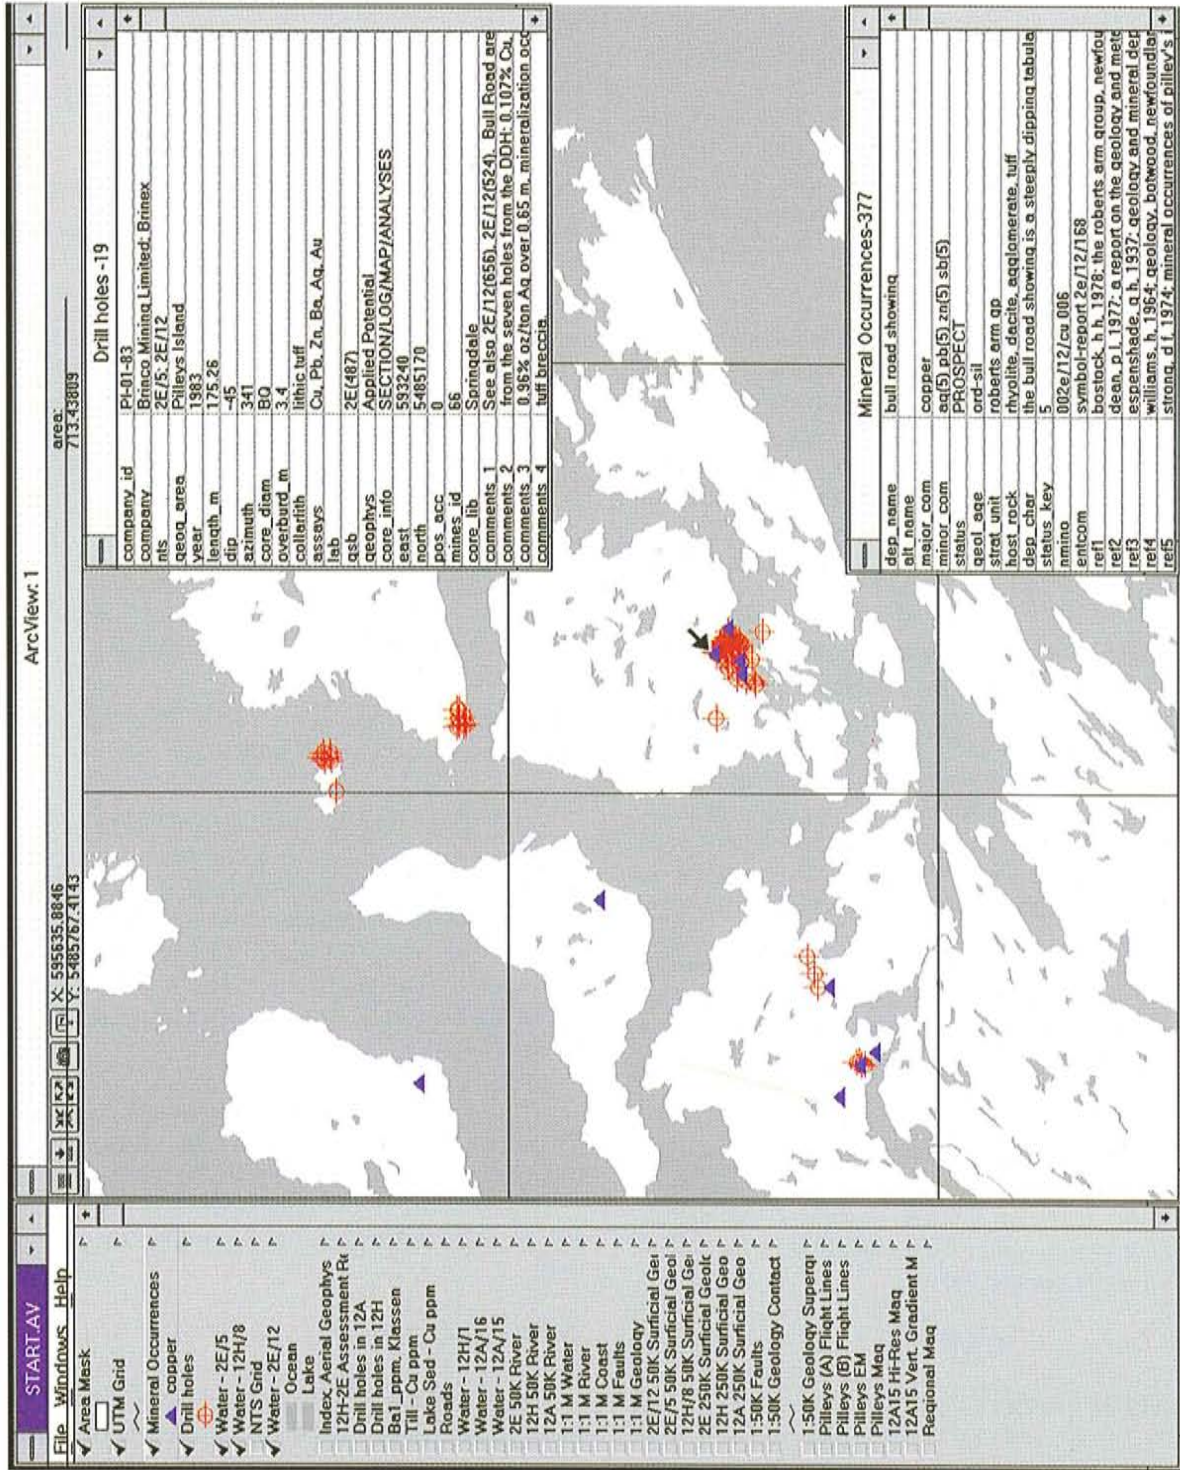 START.AV
File Windows Help
Area Mask
UTM Grid
Mineral Occurrences
copper
Drill holes
Water - 2E/5
Water - 12H/8
NTS Grid
Water - 2E/12
Ocean
Lake
Index, Aerial Geophys
12H-2E Assessment Re
Drill holes in 12A
Drill holes in 12H
Ba1_ppm, Klassen
Till - Cu ppm
Lake Sed - Cu ppm
Roads
Water - 12H/1
Water - 12A/16
Water - 12A/15
2E 50K River
12H 50K River
12A 50K River
1:1 M Water
1:1 M River
1:1 M Coast
1:1 M Faults
1:1 M Geology
2E/12 50K Surficial Geo
2E/5 50K Surficial Geol
12H/8 50K Surficial Ge
2E 250K Surficial Geolc
12H 250K Surficial Geo
12A 250K Surficial Geo
1:50K Faults
1:50K Geology Contact
1:50K Geology Supergr
Pilleys (A) Flight Lines
Pilleys (B) Flight Lines
Pilleys EM
Pilleys Mag
12A15 Hi-Res Mag
12A15 Vert. Gradient M
Regional Mag
ArcView: 1
X: 595635.8846
Y: 5485767.4143
area:
713.43809
Drill holes -19
company_id PI-01-83
company Brinco Mining Limited; Brinex
nts 2E/5; 2E/12
geog_area Pilleys Island
year 1983
length_m 175.26
dip -45
azimuth 341
core_diam BQ
overburd_m 3.4
collarlith lithic tuff
assays Cu, Pb, Zn, Ba, Ag, Au
lab
gsb 2E(487)
geophys Applied Potential
core_info SECTION/LOG/MAP/ANALYSES
east 593240
north 5485170
pos_acc 0
mines_id 66
core_lib Springdale
comments_1 See also 2E/12(656), 2E/12(524). Bull Road are
comments_2 from the seven holes from the DDH: 0.107% Cu,
comments_3 0.96% oz/ton Ag over 0.65 m, mineralization occ
comments_4 tuff breccia.
Mineral Occurrences-377
dep_name bull road showing
alt_name
major_com copper
minor_com ag(5) pb(5) zn(5) sb(5)
status PROSPECT
geol_age ord-sil
strat_unit roberts arm gp
host_rock rhyolite, dacite, agglomerate, tuff
dep_char the bull road showing is a steeply dipping tabula
status_key 5
nmino 002e/12/cu 006
entcom symbol-report 2e/12/168
ref1 bostock, h h, 1978; the roberts arm group, newfou
ref2 dean, p l, 1977; a report on the geology and meta
ref3 espenshade, g h, 1937; geology and mineral dep
ref4 williams, h, 1964; geology, botwood, newfoundlan
ref5 strong, d f, 1974; mineral occurrences of pilley's i